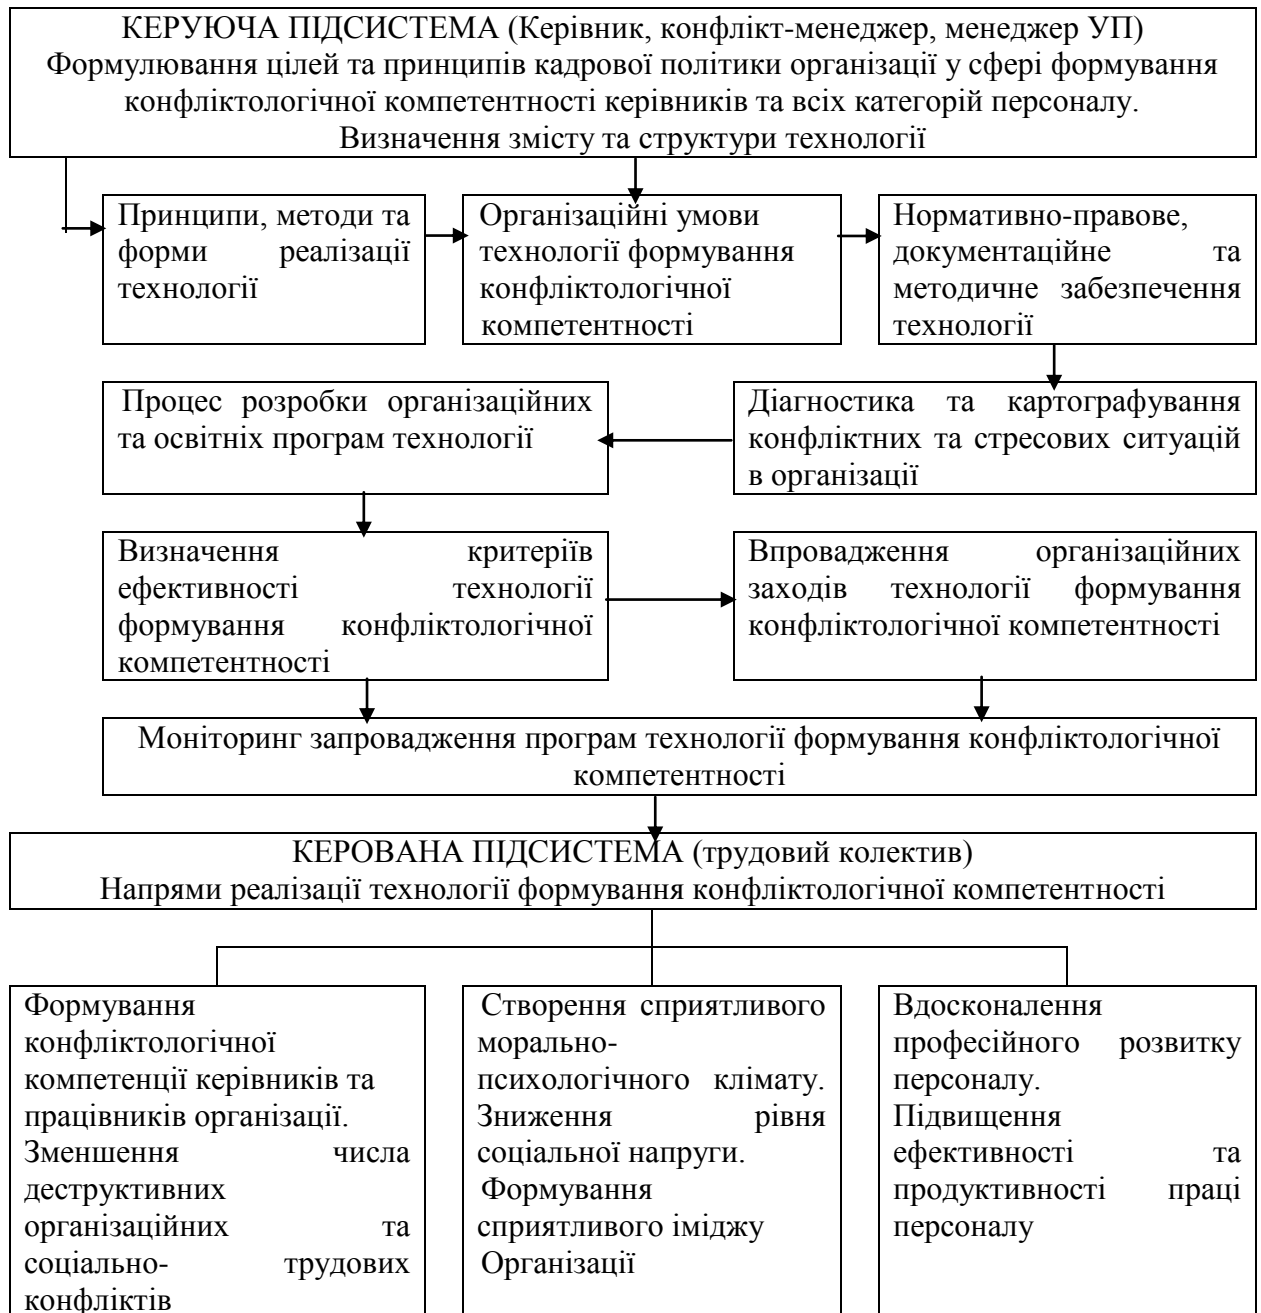 КЕРУЮЧА ПІДСИСТЕМА (Керівник, конфлікт-менеджер, менеджер УП)
Формулювання цілей та принципів кадрової політики організації у сфері формування
конфліктологічної компетентності керівників та всіх категорій персоналу.
Визначення змісту та структури технології
Принципи, методи та
форми реалізації
технології
Організаційні умови
технології формування
конфліктологічної
компетентності
Нормативно-правове,
документаційне та
методичне забезпечення
технології
Процес розробки організаційних
та освітніх програм технології
Діагностика та картографування
конфліктних та стресових ситуацій
в організації
Визначення критеріїв
ефективності технології
формування конфліктологічної
компетентності
Впровадження організаційних
заходів технології формування
конфліктологічної компетентності
Моніторинг запровадження програм технології формування конфліктологічної
компетентності
КЕРОВАНА ПІДСИСТЕМА (трудовий колектив)
Напрями реалізації технології формування конфліктологічної компетентності
Формування
конфліктологічної
компетенції керівників та
працівників організації.
Зменшення числа
деструктивних
організаційних та
соціально- трудових
конфліктів
Створення сприятливого
морально-
психологічного клімату.
Зниження рівня
соціальної напруги.
Формування
сприятливого іміджу
Організації
Вдосконалення
професійного розвитку
персоналу.
Підвищення
ефективності та
продуктивності праці
персоналу